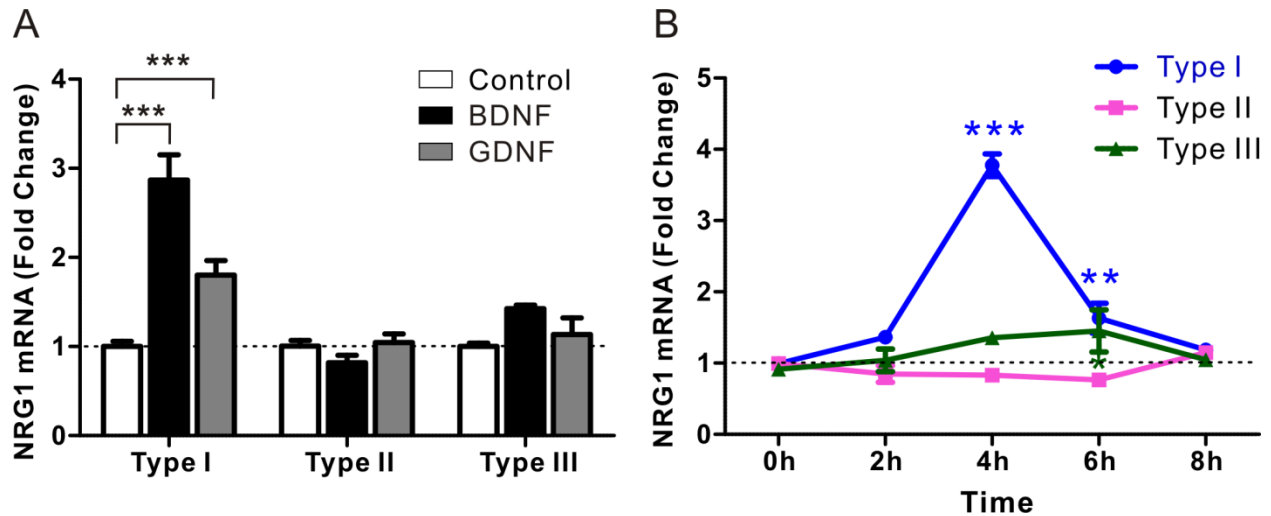 A
***
***
Control
BDNF
GDNF
NRG1 mRNA (Fold Change)
4
3
2
1
0
Type I
Type II
Type III
B
Type I
Type II
Type III
NRG1 mRNA (Fold Change)
5
4
3
2
1
0
***
**
*
0h
2h
4h
6h
8h
Time